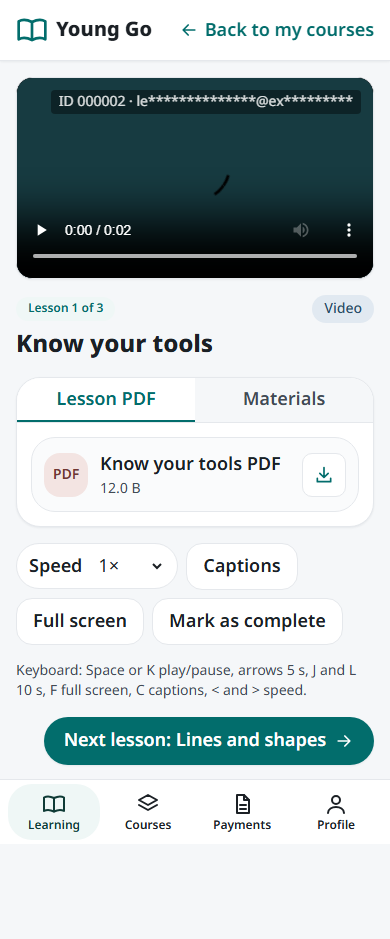 Young Go
← Back to my courses
ID 000002 · le**************@ex*********
0:00 / 0:02
Lesson 1 of 3
Video
Know your tools
Lesson PDF
Materials
PDF
Know your tools PDF
12.0 B
Speed 1×
Captions
Full screen
Mark as complete
Keyboard: Space or K play/pause, arrows 5 s, J and L
10 s, F full screen, C captions, < and > speed.
Next lesson: Lines and shapes →
Learning
Courses
Payments
Profile